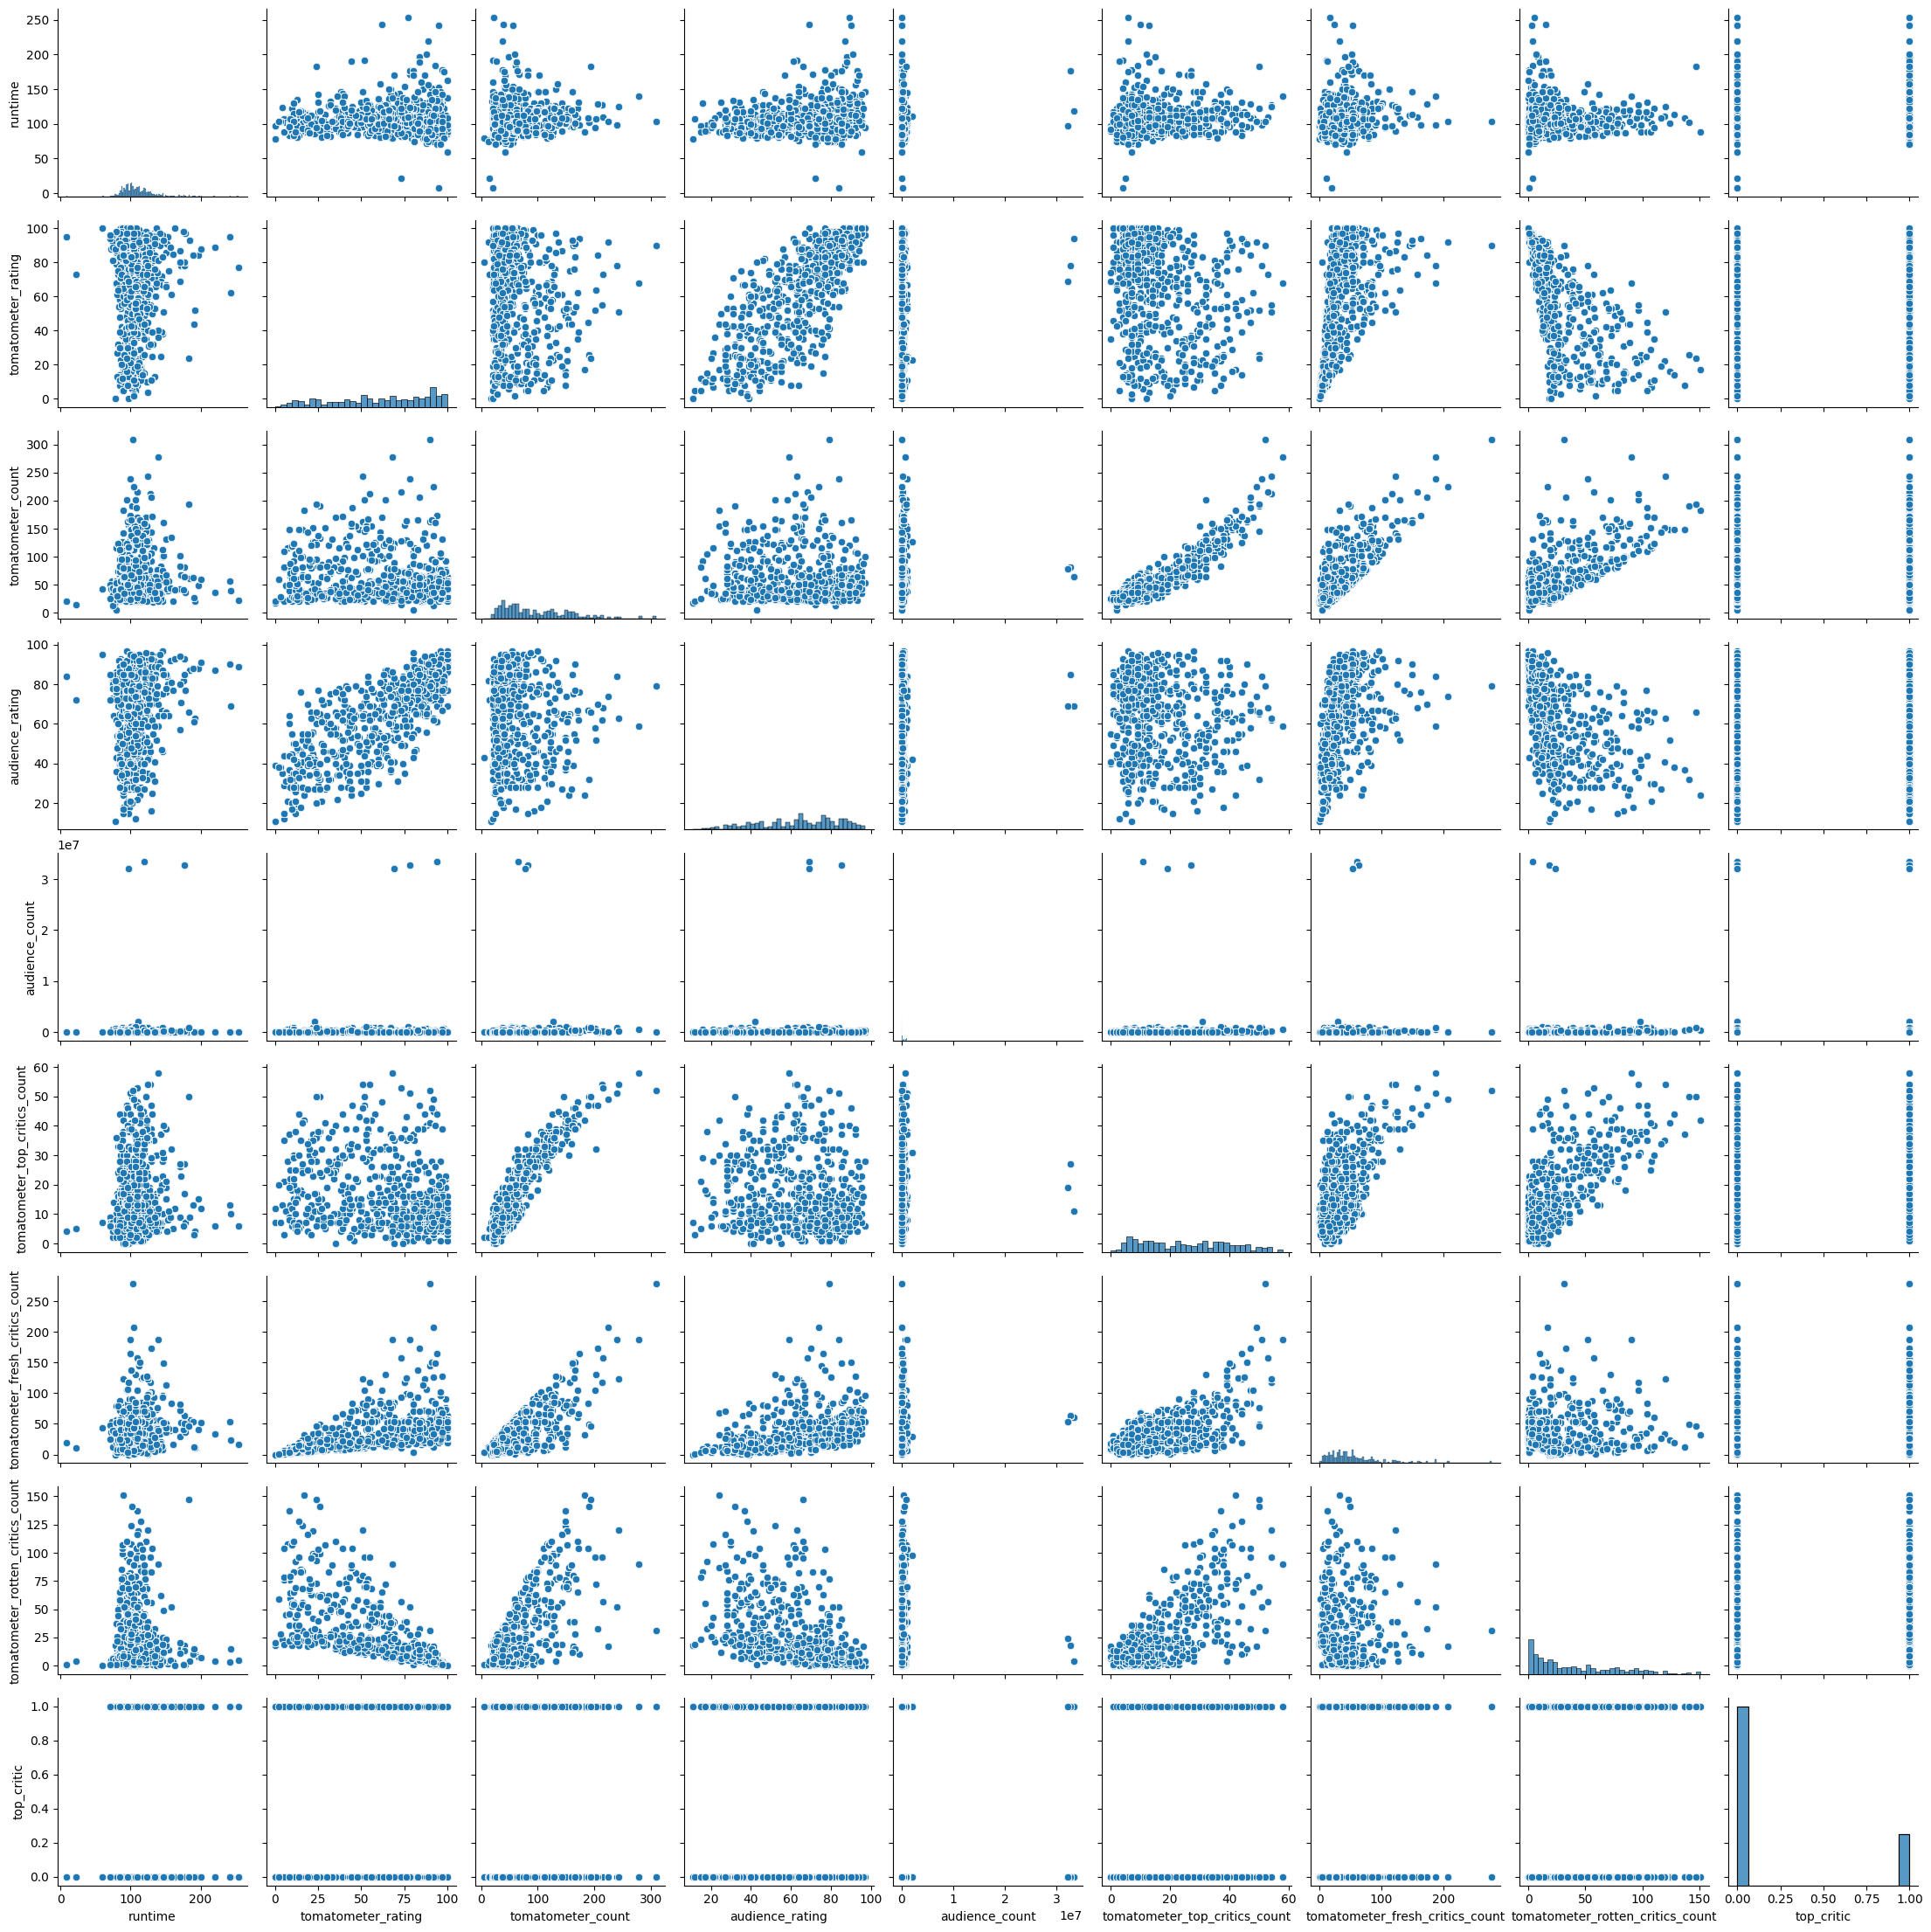 250
200
150
100
50
0
runtime
100
80
60
40
20
0
tomatometer_rating
300
250
200
150
100
50
0
tomatometer_count
100
80
60
40
20
audience_rating
1e7
3
2
1
0
audience_count
60
50
40
30
20
10
0
tomatometer_top_critics_count
250
200
150
100
50
0
tomatometer_fresh_critics_count
150
125
100
75
50
25
0
tomatometer_rotten_critics_count
1.0
0.8
0.6
0.4
0.2
0.0
top_critic
0 100 200
runtime
0 25 50 75 100
tomatometer_rating
0 100 200 300
tomatometer_count
20 40 60 80 100
audience_rating
0 1 2 3
1e7
audience_count
0 20 40 60
tomatometer_top_critics_count
0 100 200
tomatometer_fresh_critics_count
0 50 100 150
tomatometer_rotten_critics_count
0.00 0.25 0.50 0.75 1.00
top_critic